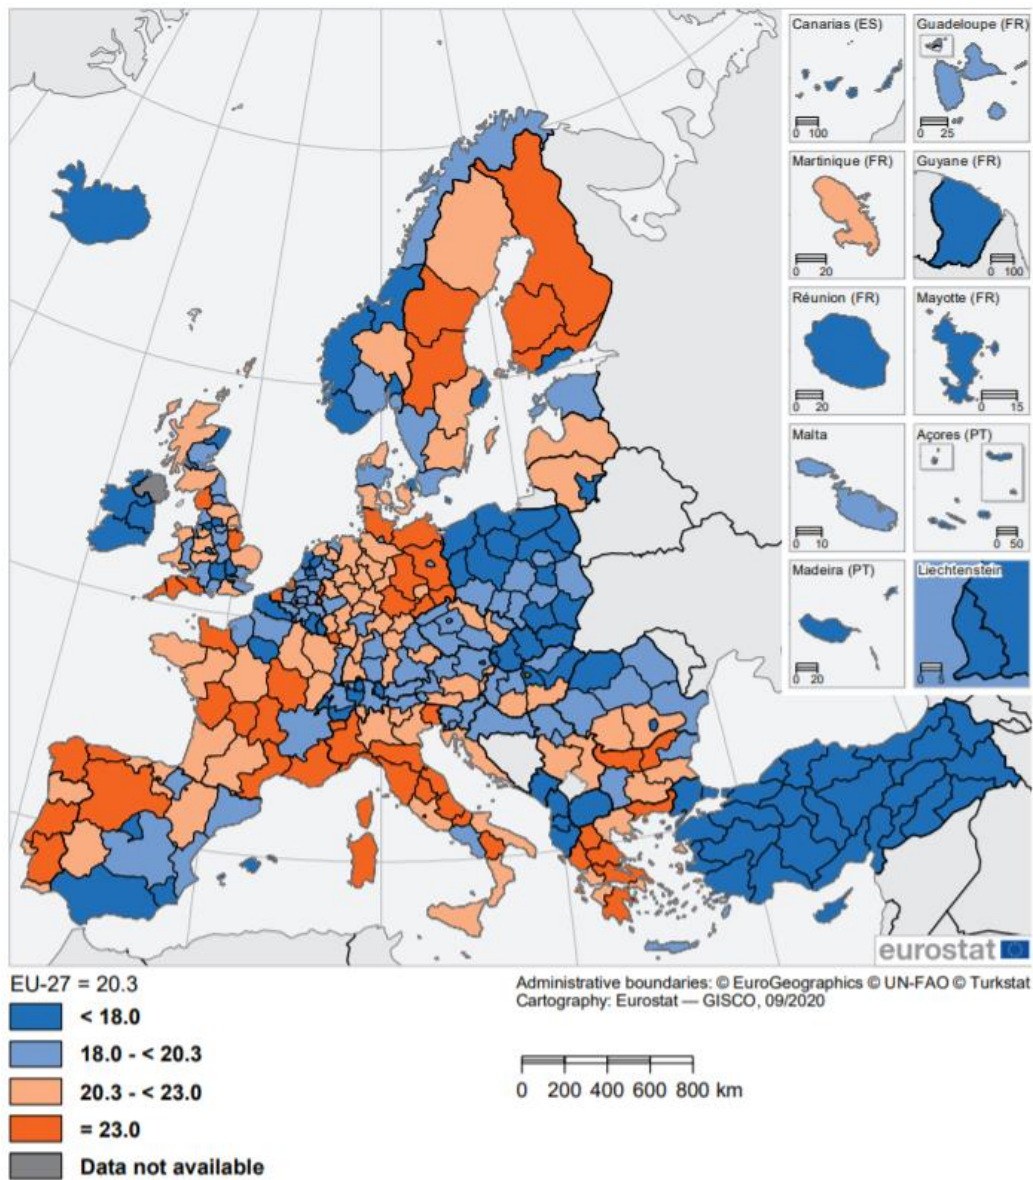 Canarias (ES)
0 100
Guadeloupe (FR)
0 25
Martinique (FR)
0 20
Guyane (FR)
0 100
Réunion (FR)
0 20
Mayotte (FR)
0 15
Malta
0 10
Açores (PT)
0 50
Madeira (PT)
0 20
Liechtenstein
0 5
eurostat
EU-27 = 20.3
< 18.0
18.0 - < 20.3
20.3 - < 23.0
= 23.0
Data not available
Administrative boundaries: © EuroGeographics © UN-FAO © Turkstat
Cartography: Eurostat — GISCO, 09/2020
0 200 400 600 800 km